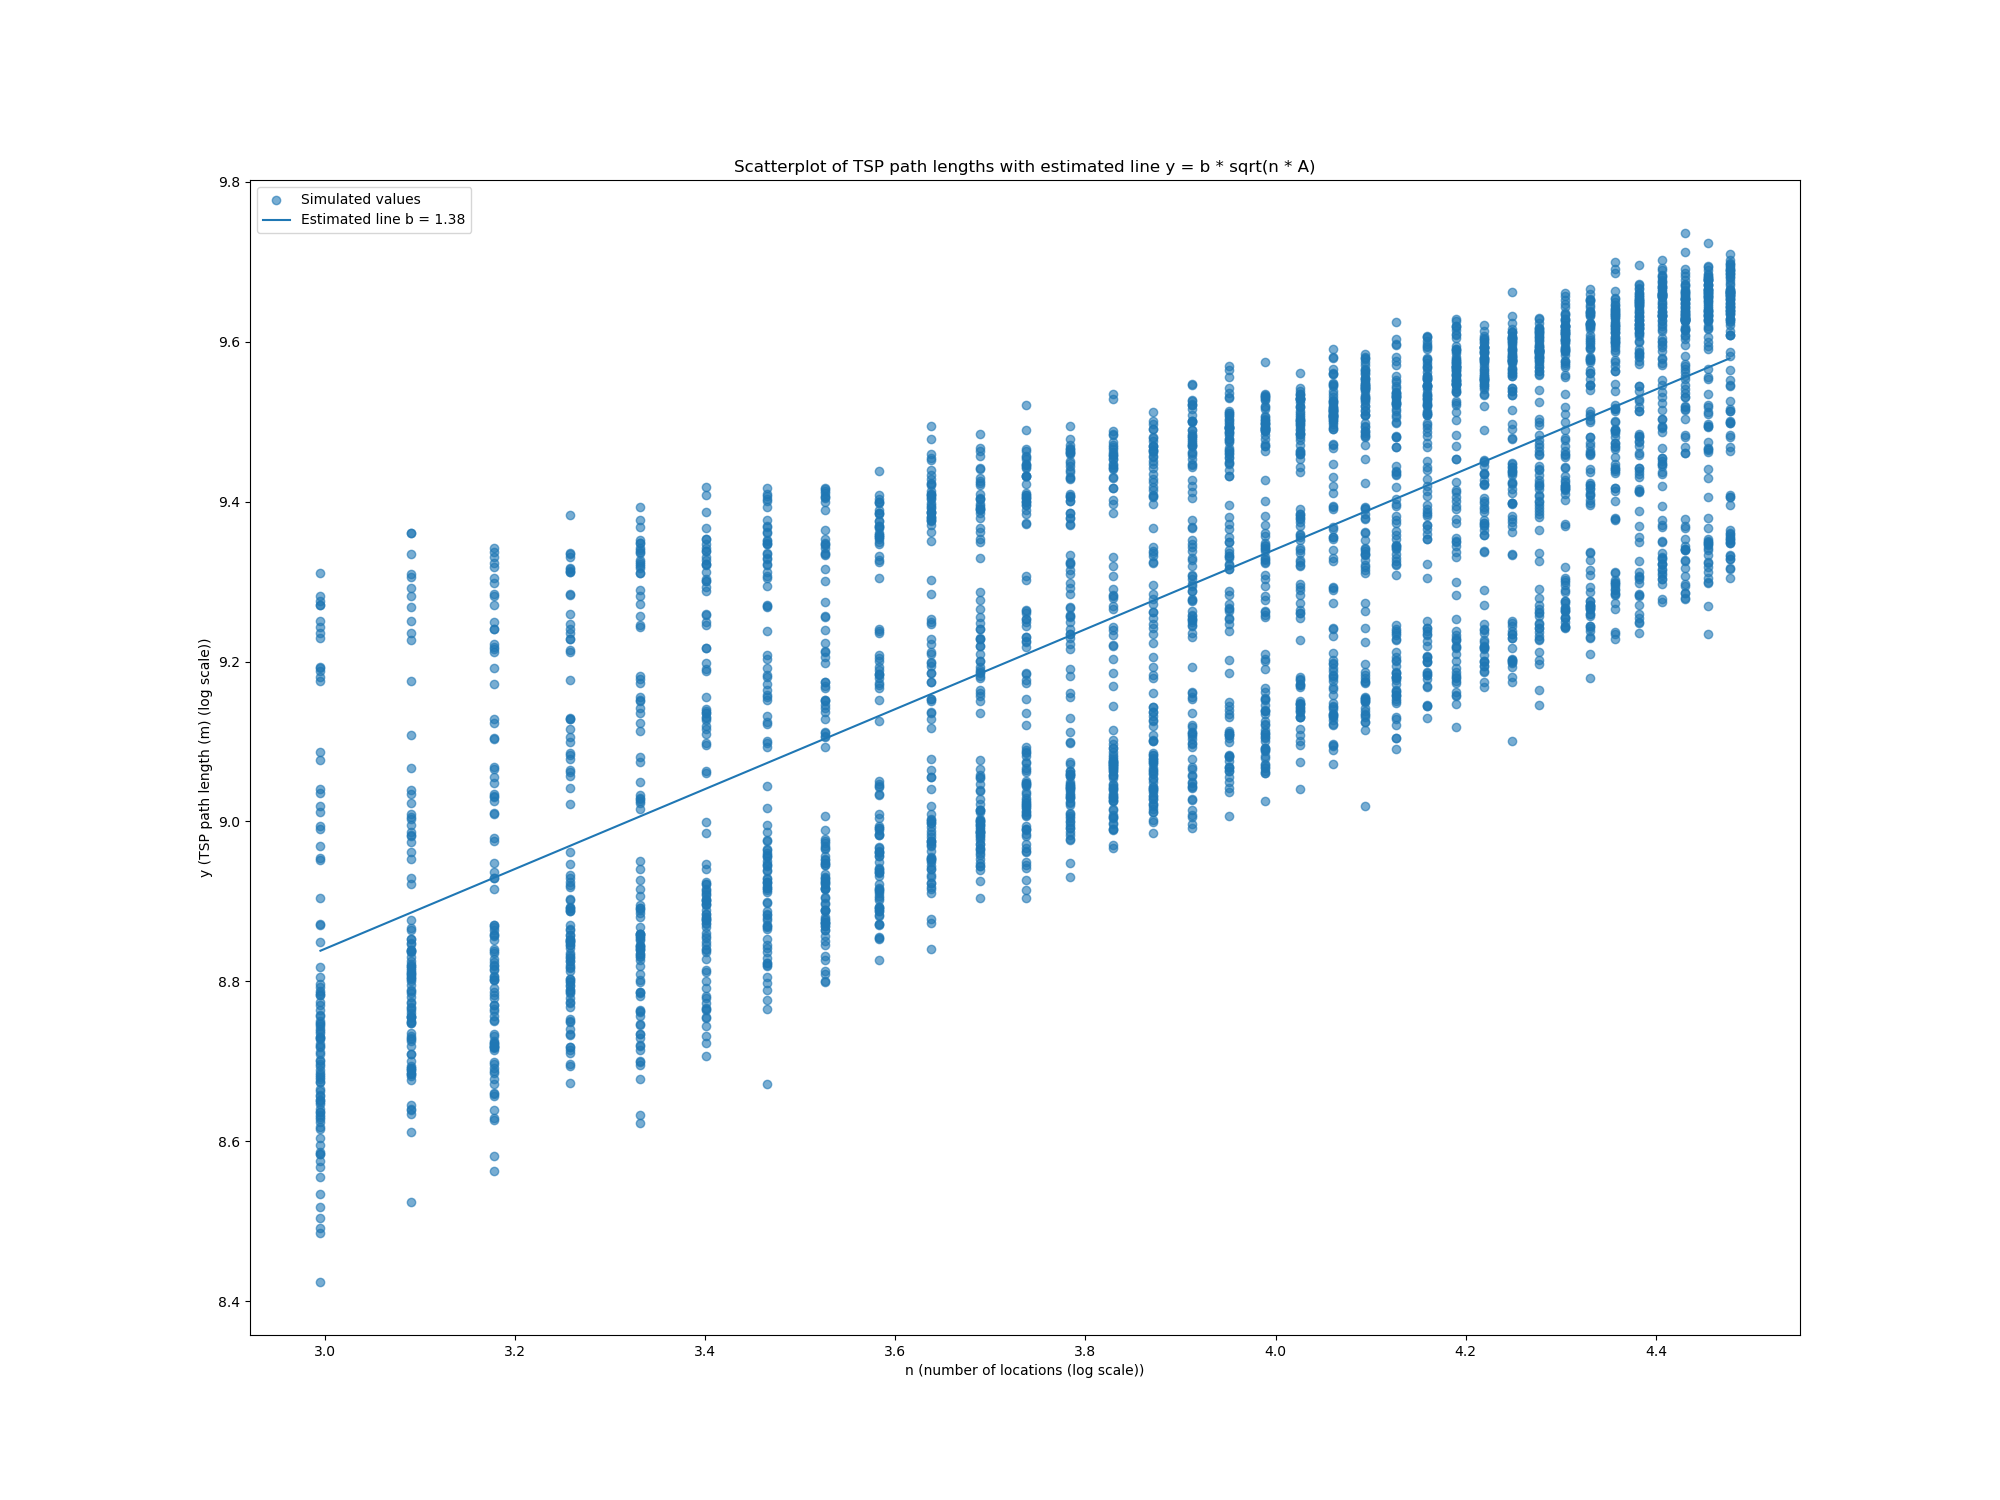 Scatterplot of TSP path lengths with estimated line y = b * sqrt(n * A)
Simulated values
Estimated line b = 1.38
y (TSP path length (m) (log scale))
9.8
9.6
9.4
9.2
9.0
8.8
8.6
8.4
3.0 3.2 3.4 3.6 3.8 4.0 4.2 4.4
n (number of locations (log scale))